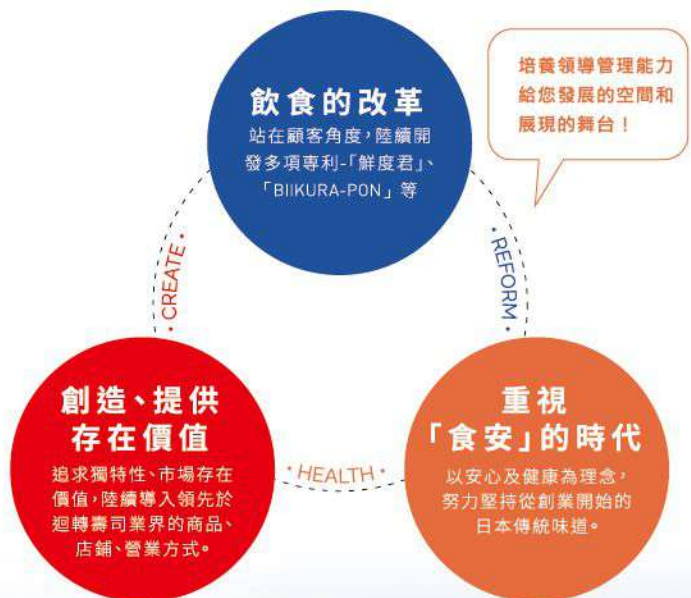 飲食的改革
站在顧客角度，陸續開
發多項專利-「鮮度君」、
「BIIKURA-PON」等
培養領導管理能力
給您發展的空間和
展現的舞台！
•CREATE•
•REFORM•
創造、提供
存在價值
追求獨特性、市場存在
價值，陸續導入領先於
迴轉壽司業界的商品、
店鋪、營業方式。
•HEALTH•
重視
「食安」的時代
以安心及健康為理念，
努力堅持從創業開始的
日本傳統味道。